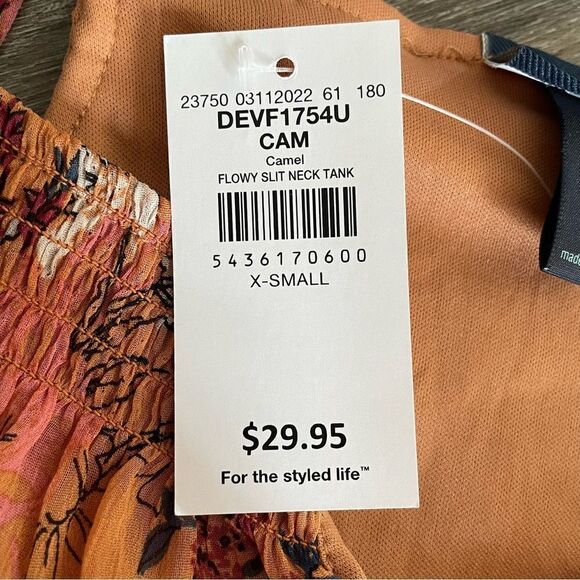 23750 03112022 61 180
DEVF1754U
CAM
Camel
FLOWY SLIT NECK TANK
5436170600
X-SMALL
$29.95
For the styled life™
made